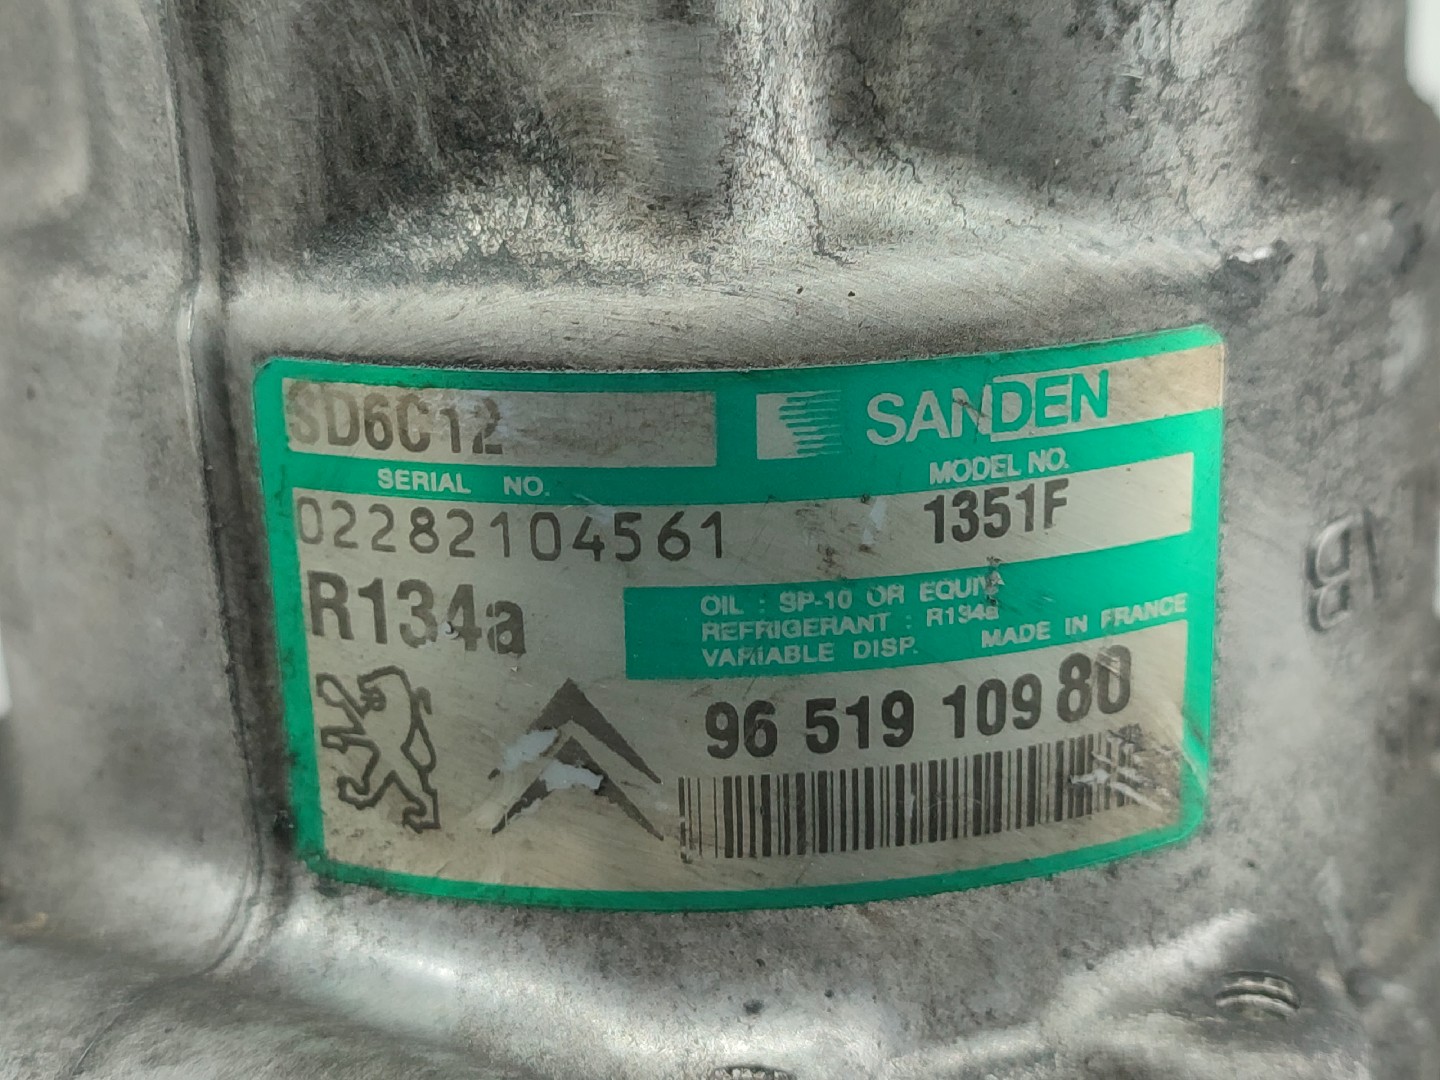 SD6C12
SANDEN
SERIAL NO.
MODEL NO.
02282104561
1351F
R134a
OIL : SP-10 OR EQUIVA
REFRIGERANT : R134a
VARIABLE DISP.
MADE IN FRANCE
96 519 109 80